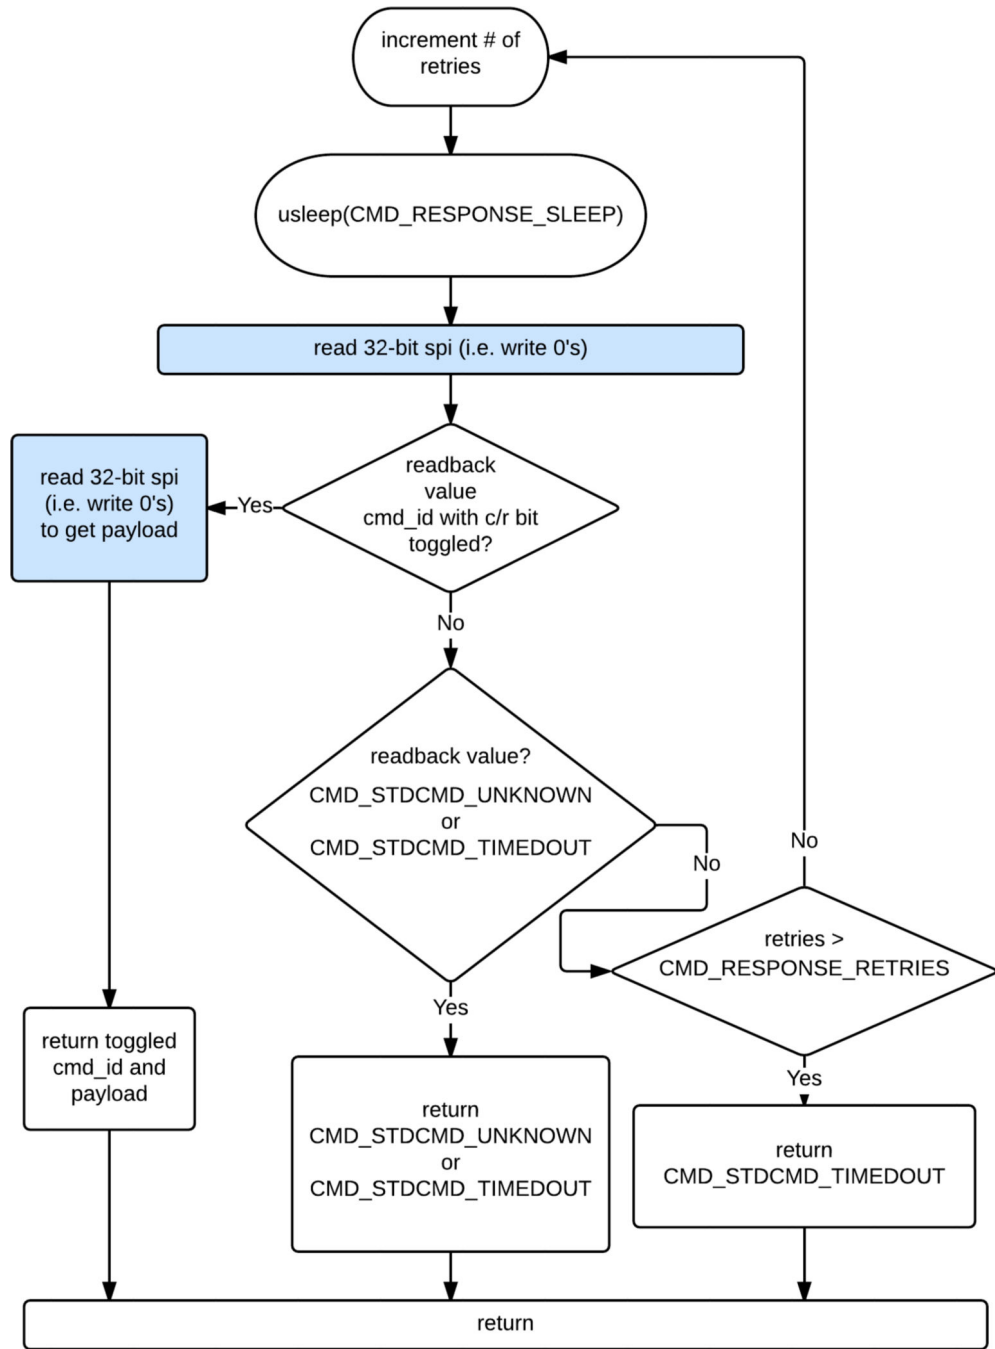 increment # of
retries
usleep(CMD_RESPONSE_SLEEP)
read 32-bit spi (i.e. write 0's)
readback
value
cmd_id with c/r bit
toggled?
Yes
read 32-bit spi
(i.e. write 0's)
to get payload
No
readback value?
CMD_STDCMD_UNKNOWN
or
CMD_STDCMD_TIMEDOUT
No
No
retries >
CMD_RESPONSE_RETRIES
Yes
Yes
return toggled
cmd_id and
payload
return
CMD_STDCMD_UNKNOWN
or
CMD_STDCMD_TIMEDOUT
return
CMD_STDCMD_TIMEDOUT
return